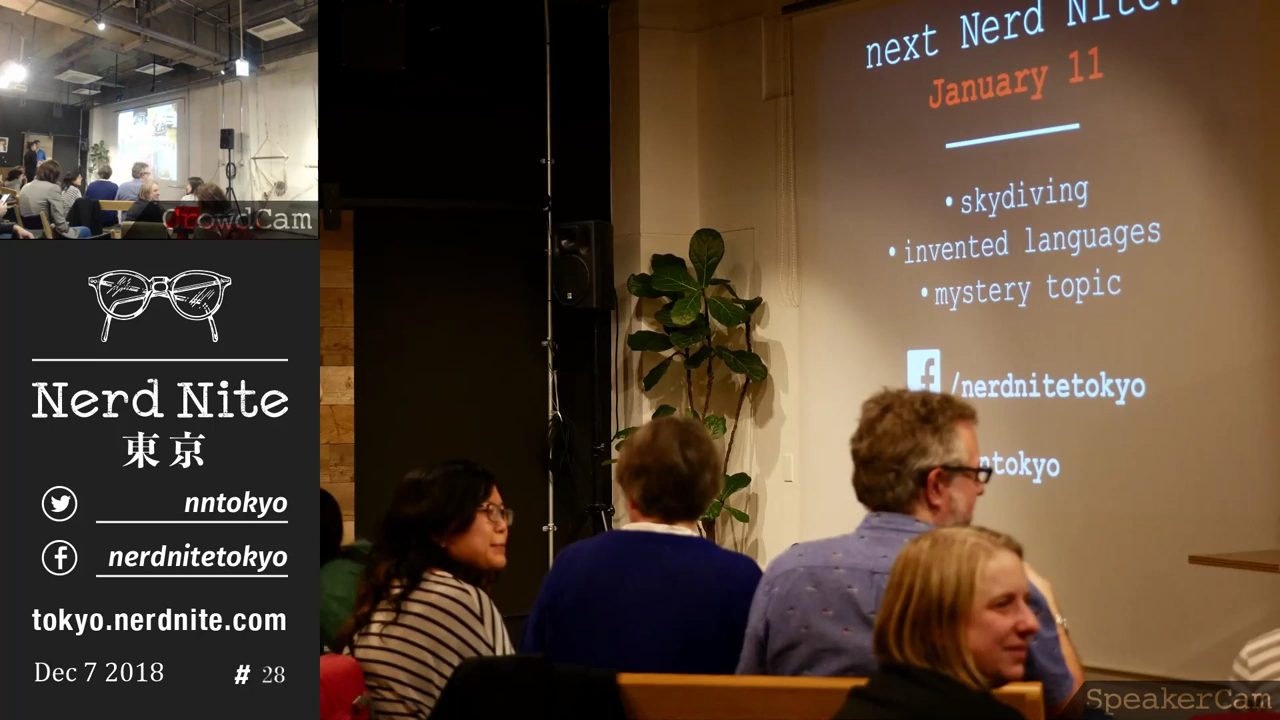 CrowdCam
Nerd Nite
東京
nntokyo
nerdnitetokyo
tokyo.nerdnite.com
Dec 7 2018
# 28
next Nerd Nite:
January 11
• skydiving
• invented languages
• mystery topic
/nerdnitetokyo
ntokyo
SpeakerCam